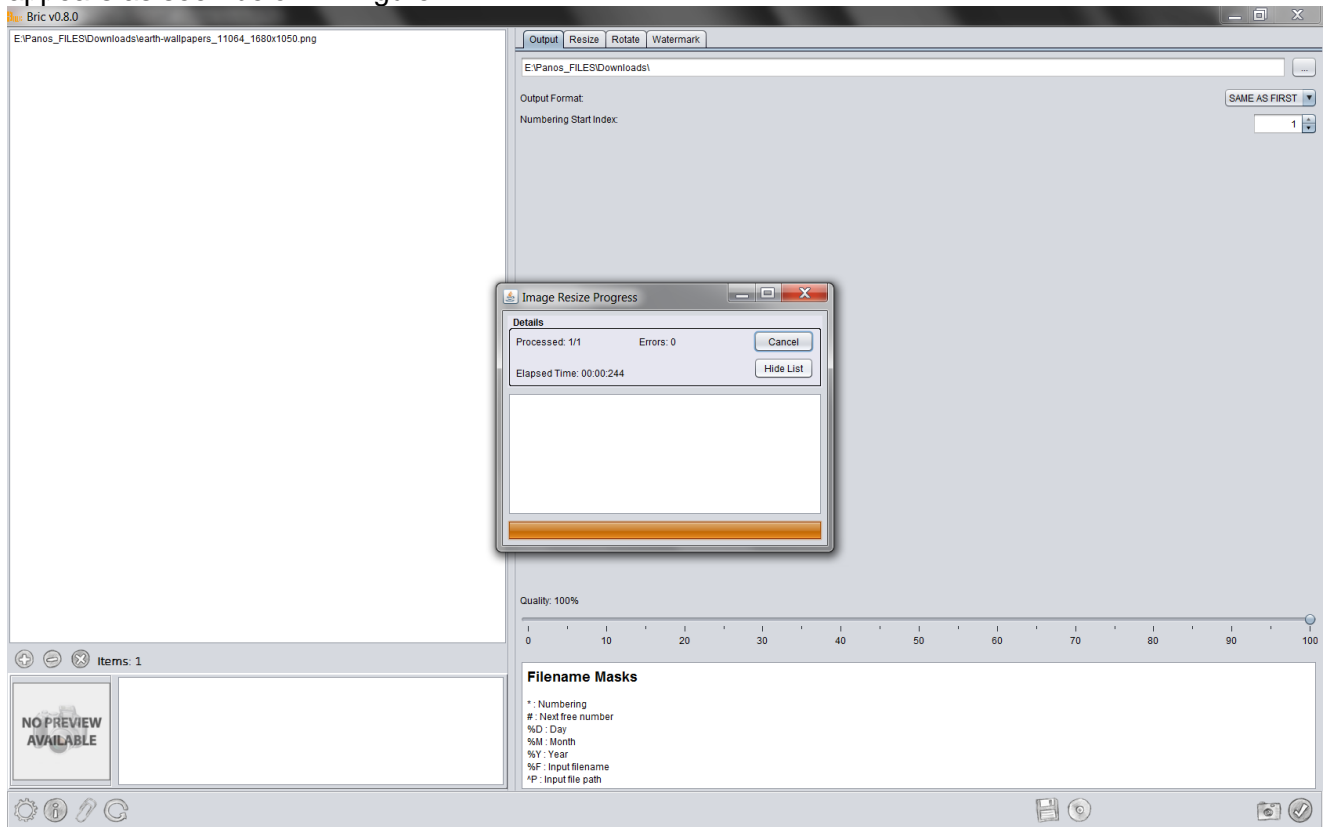 Bric v0.8.0
E:\Panos_FILES\Downloads\earth-wallpapers_11064_1680x1050.png
Output Resize Rotate Watermark
E:\Panos_FILES\Downloads\
...
Output Format:
SAME AS FIRST
Numbering Start Index:
1
Image Resize Progress
Details
Processed: 1/1 Errors: 0 Cancel
Elapsed Time: 00:00:244 Hide List
Quality: 100%
0 10 20 30 40 50 60 70 80 90 100
Items: 1
Filename Masks
* : Numbering
# : Next free number
%D : Day
%M : Month
%Y : Year
%F : Input filename
^P : Input file path
NO PREVIEW
AVAILABLE